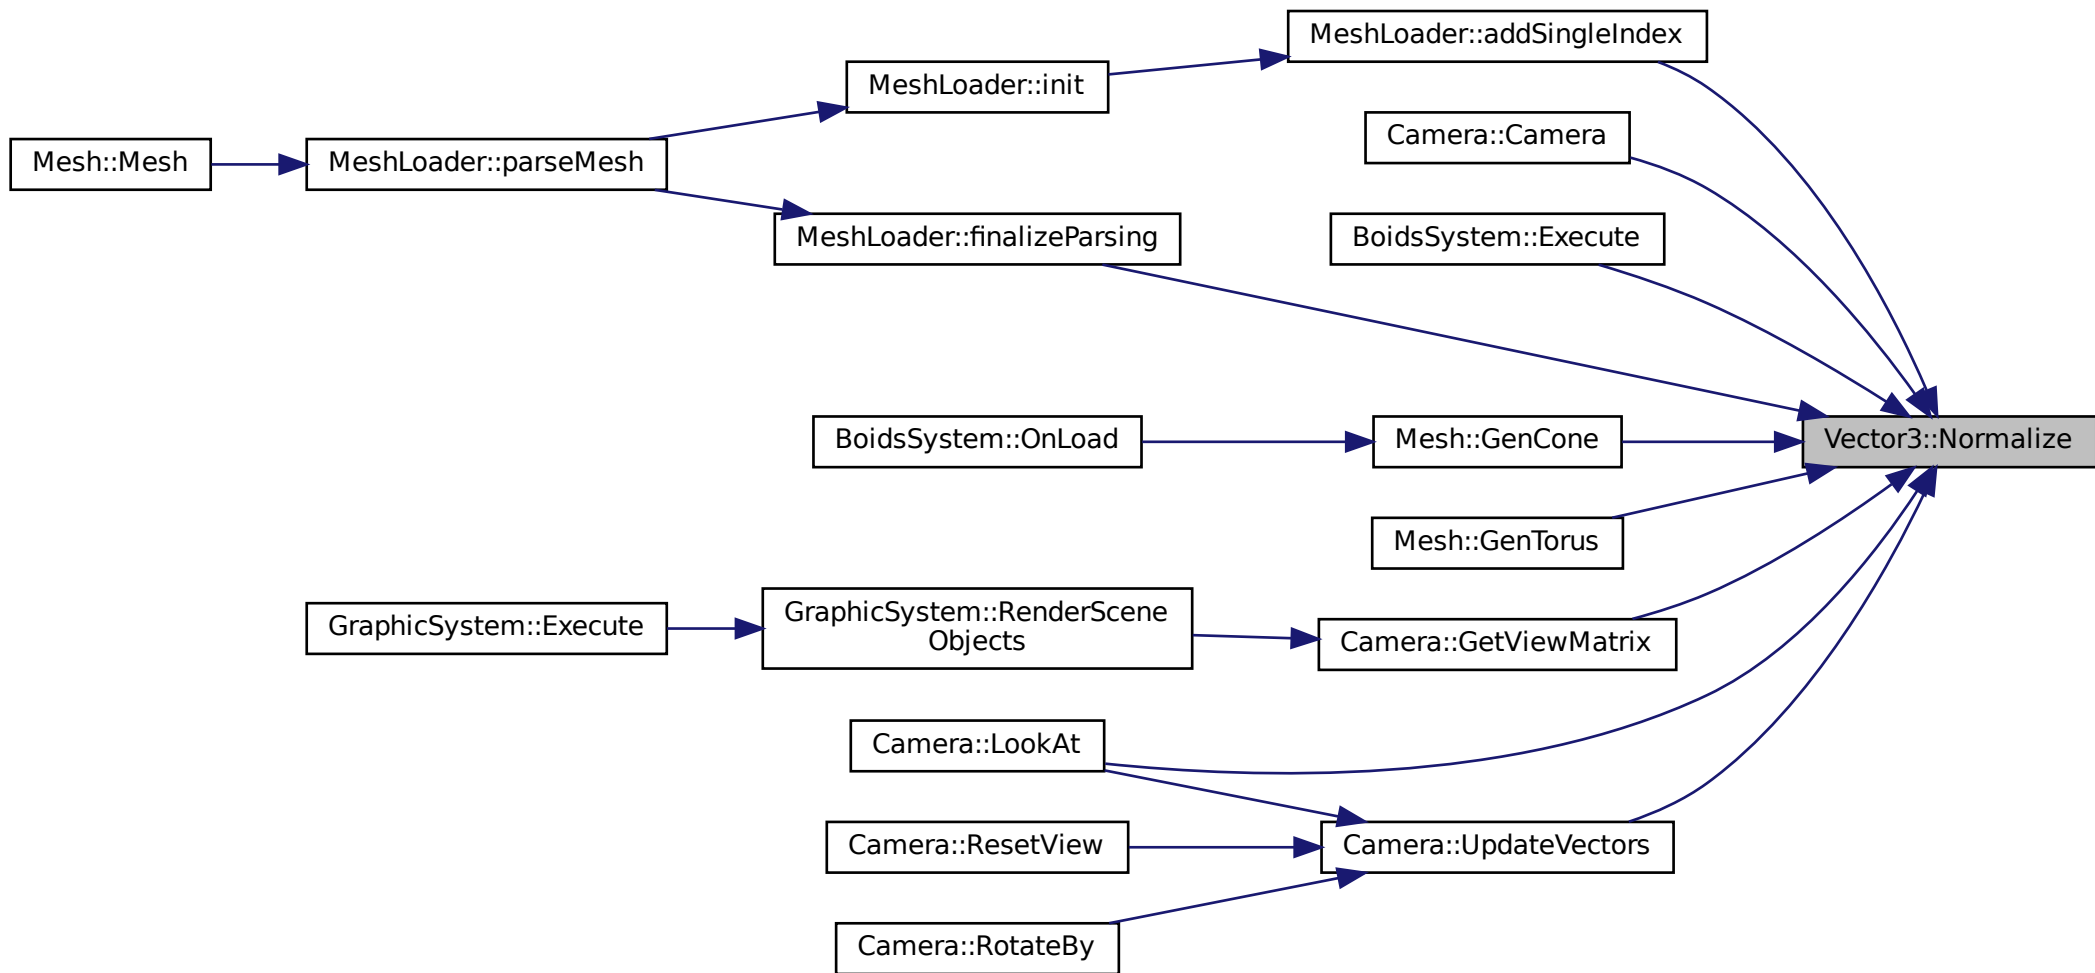 MeshLoader::addSingleIndex
MeshLoader::init
Camera::Camera
Mesh::Mesh
MeshLoader::parseMesh
MeshLoader::finalizeParsing
BoidsSystem::Execute
BoidsSystem::OnLoad
Mesh::GenCone
Vector3::Normalize
Mesh::GenTorus
GraphicSystem::Execute
GraphicSystem::RenderScene
Objects
Camera::GetViewMatrix
Camera::LookAt
Camera::ResetView
Camera::UpdateVectors
Camera::RotateBy